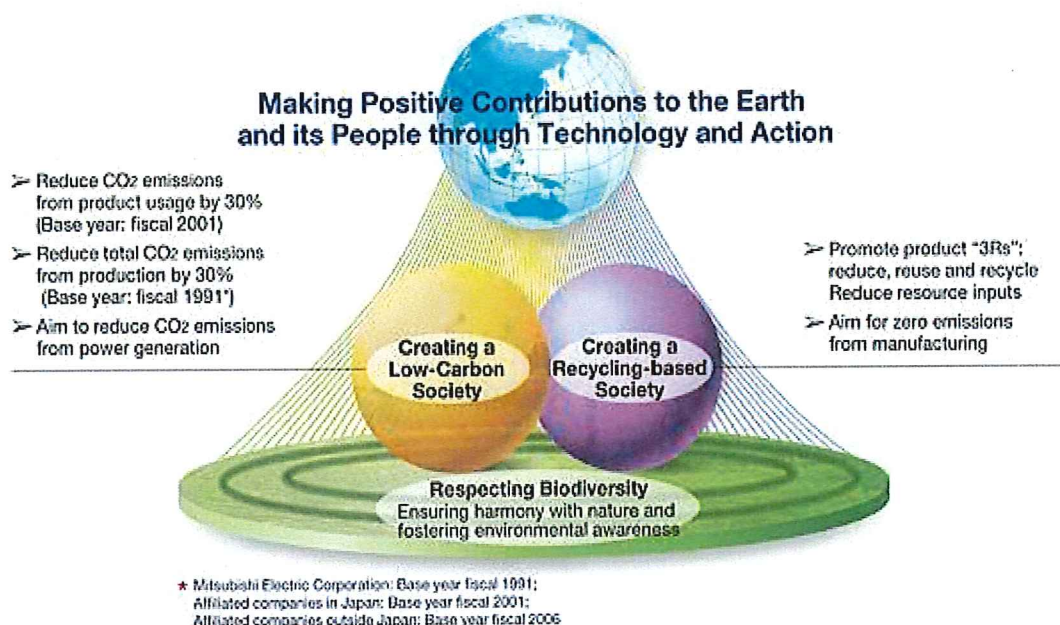 Making Positive Contributions to the Earth
and its People through Technology and Action
➢ Reduce CO2 emissions
from product usage by 30%
(Base year: fiscal 2001)
➢ Reduce total CO2 emissions
from production by 30%
(Base year: fiscal 1991*)
➢ Aim to reduce CO2 emissions
from power generation
➢ Promote product "3Rs";
reduce, reuse and recycle
Reduce resource inputs
➢ Aim for zero emissions
from manufacturing
Creating a
Low-Carbon
Society
Creating a
Recycling-based
Society
Respecting Biodiversity
Ensuring harmony with nature and
fostering environmental awareness
* Mitsubishi Electric Corporation: Base year fiscal 1991;
Affiliated companies in Japan: Base year fiscal 2001;
Affiliated companies outside Japan: Base year fiscal 2006